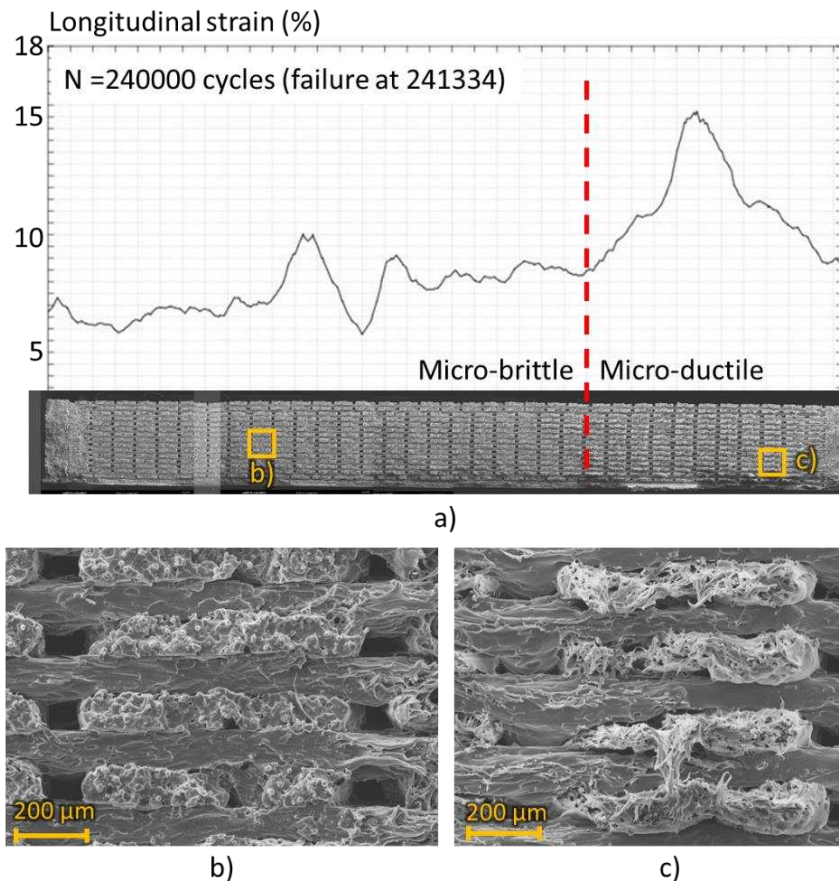 Longitudinal strain (%)
18
N =240000 cycles (failure at 241334)
15
10
5
Micro-brittle
Micro-ductile
b)
c)
a)
200 µm
200 µm
b)
c)